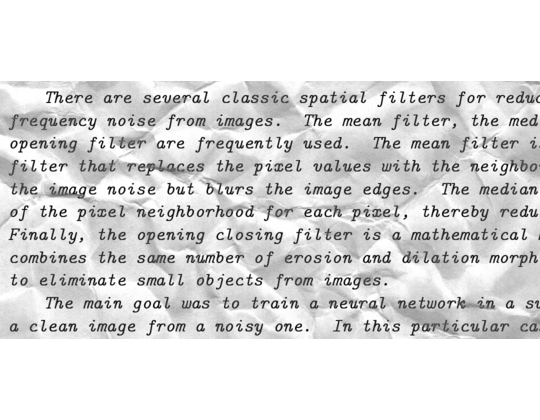 There are several classic spatial filters for reduc
frequency noise from images. The mean filter, the med
opening filter are frequently used. The mean filter i
filter that replaces the pixel values with the neighbo
the image noise but blurs the image edges. The median
of the pixel neighborhood for each pixel, thereby redu
Finally, the opening closing filter is a mathematical
combines the same number of erosion and dilation morph
to eliminate small objects from images.
The main goal was to train a neural network in a su
a clean image from a noisy one. In this particular ca